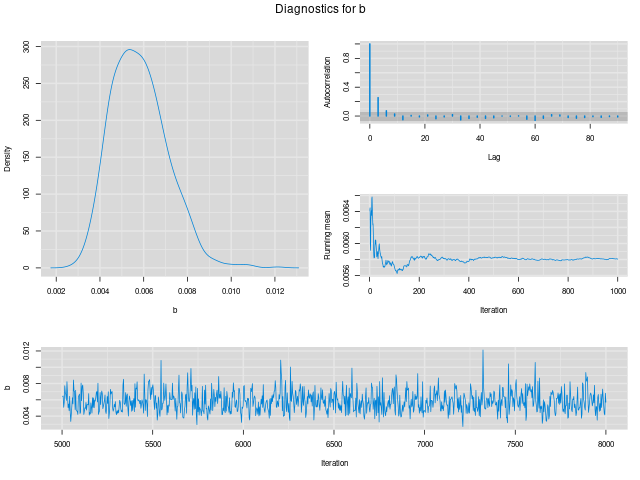 Diagnostics for b
Density
0 50 100 150 200 250 300
0.002 0.004 0.006 0.008 0.010 0.012
b
Autocorrelation
0.0 0.4 0.8
0 20 40 60 80
Lag
Running mean
0.0056 0.0060 0.0064
0 200 400 600 800 1000
Iteration
b
0.004 0.008 0.012
5000 5500 6000 6500 7000 7500 8000
Iteration